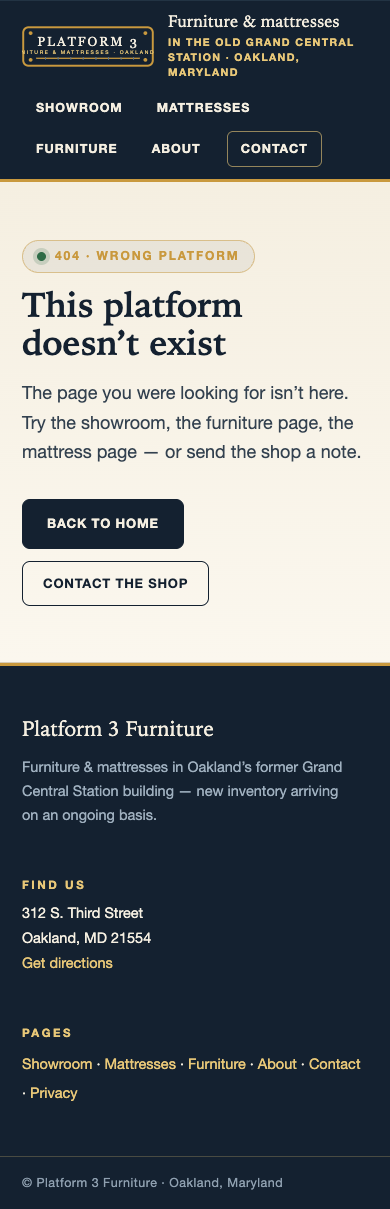 PLATFORM 3
FURNITURE & MATTRESSES · OAKLAND
Furniture & mattresses
IN THE OLD GRAND CENTRAL
STATION · OAKLAND,
MARYLAND
SHOWROOM
MATTRESSES
FURNITURE
ABOUT
CONTACT
404 · WRONG PLATFORM
This platform
doesn’t exist
The page you were looking for isn’t here.
Try the showroom, the furniture page, the
mattress page — or send the shop a note.
BACK TO HOME
CONTACT THE SHOP
Platform 3 Furniture
Furniture & mattresses in Oakland’s former Grand
Central Station building — new inventory arriving
on an ongoing basis.
FIND US
312 S. Third Street
Oakland, MD 21554
Get directions
PAGES
Showroom · Mattresses · Furniture · About · Contact
· Privacy
© Platform 3 Furniture · Oakland, Maryland